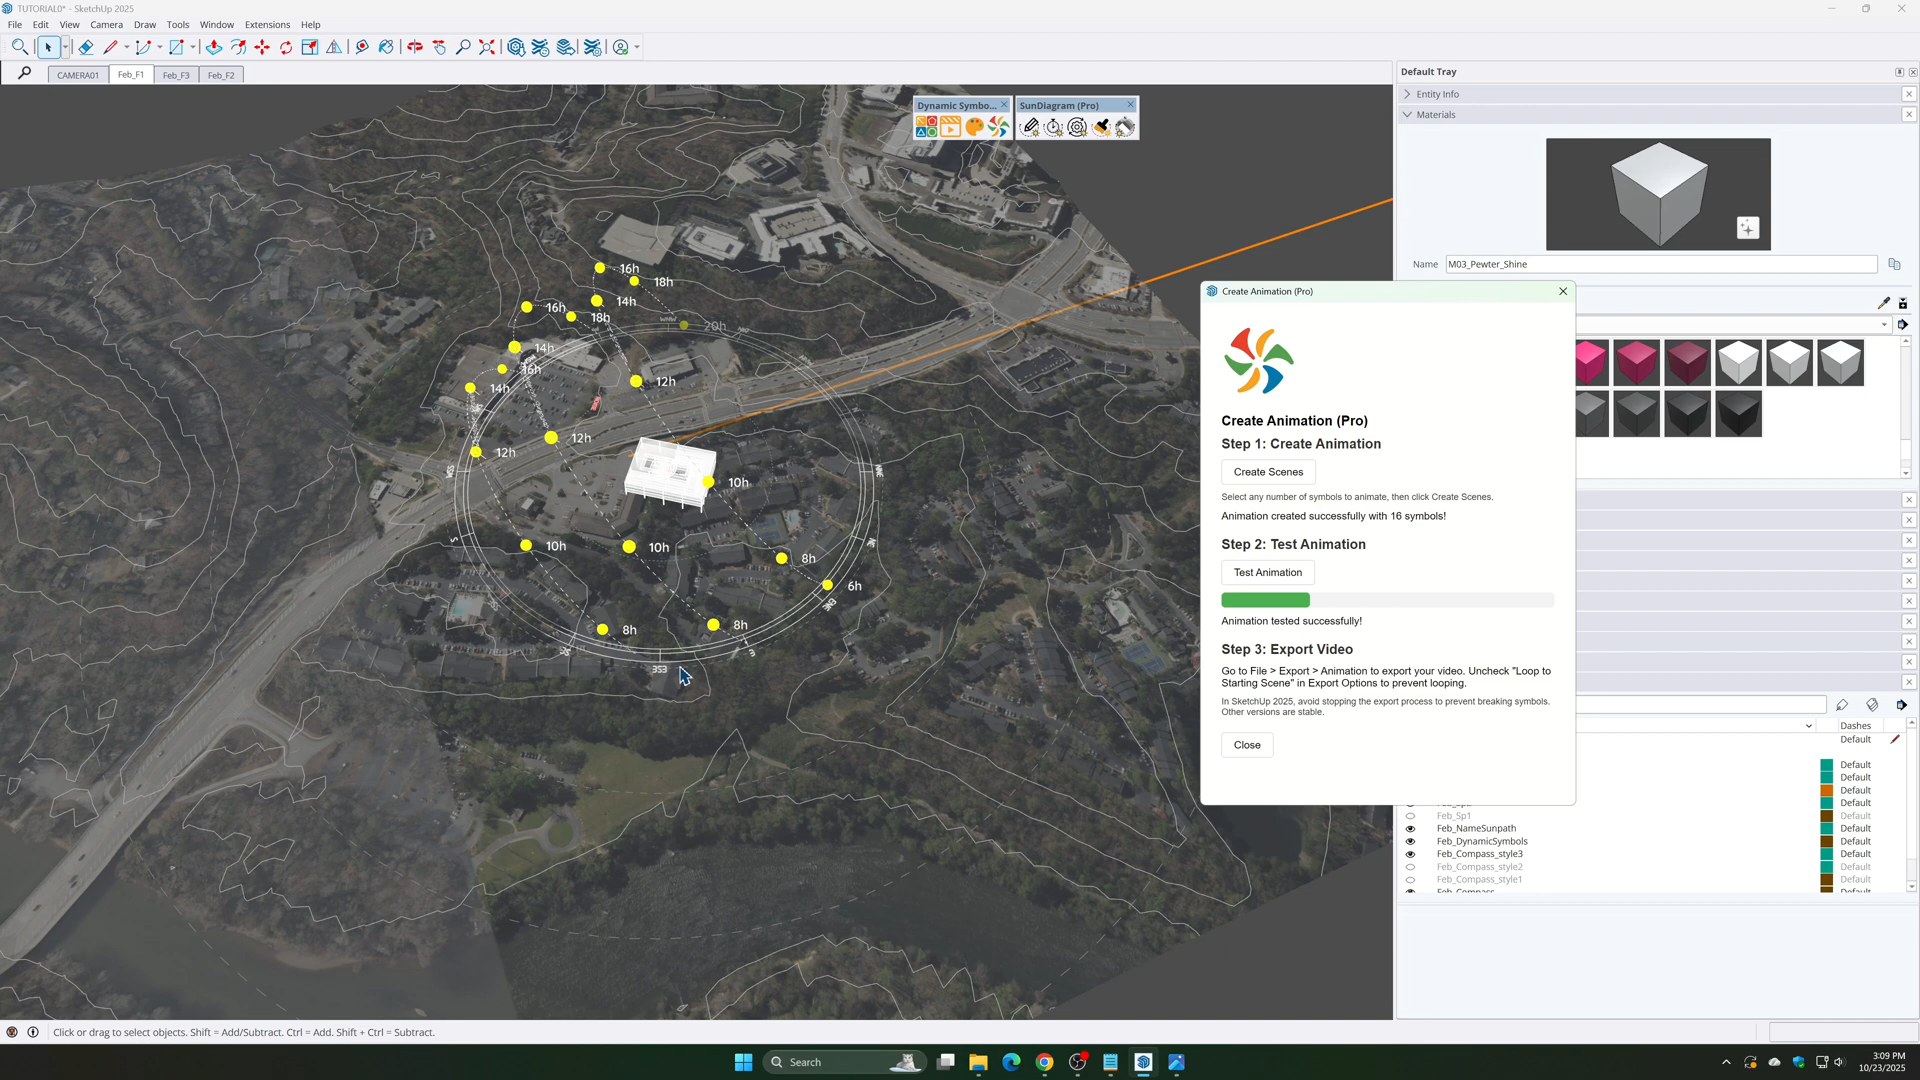 TUTORIAL0* - SketchUp 2025
File Edit View Camera Draw Tools Window Extensions Help
CAMERA01 Feb_F1 Feb_F3 Feb_F2
Dynamic Symbo...
SunDiagram (Pro)
16h
18h
14h
16h
18h
20h
14h
16h
14h
12h
12h
12h
10h
10h
10h
8h
6h
8h
8h
SSW
S
NNE
NE
ENE
E
ESE
Create Animation (Pro)
Create Animation (Pro)
Step 1: Create Animation
Create Scenes
Select any number of symbols to animate, then click Create Scenes.
Animation created successfully with 16 symbols!
Step 2: Test Animation
Test Animation
Animation tested successfully!
Step 3: Export Video
Go to File > Export > Animation to export your video. Uncheck "Loop to
Starting Scene" in Export Options to prevent looping.
In SketchUp 2025, avoid stopping the export process to prevent breaking symbols.
Other versions are stable.
Close
Default Tray
Entity Info
Materials
Name M03_Pewter_Shine
Dashes
Default
Default
Default
Default
Default
Feb_Sp1 Default
Feb_NameSunpath Default
Feb_DynamicSymbols Default
Feb_Compass_style3 Default
Feb_Compass_style2 Default
Feb_Compass_style1 Default
Feb_Compass Default
Click or drag to select objects. Shift = Add/Subtract. Ctrl = Add. Shift + Ctrl = Subtract.
Search
3:09 PM
10/23/2025